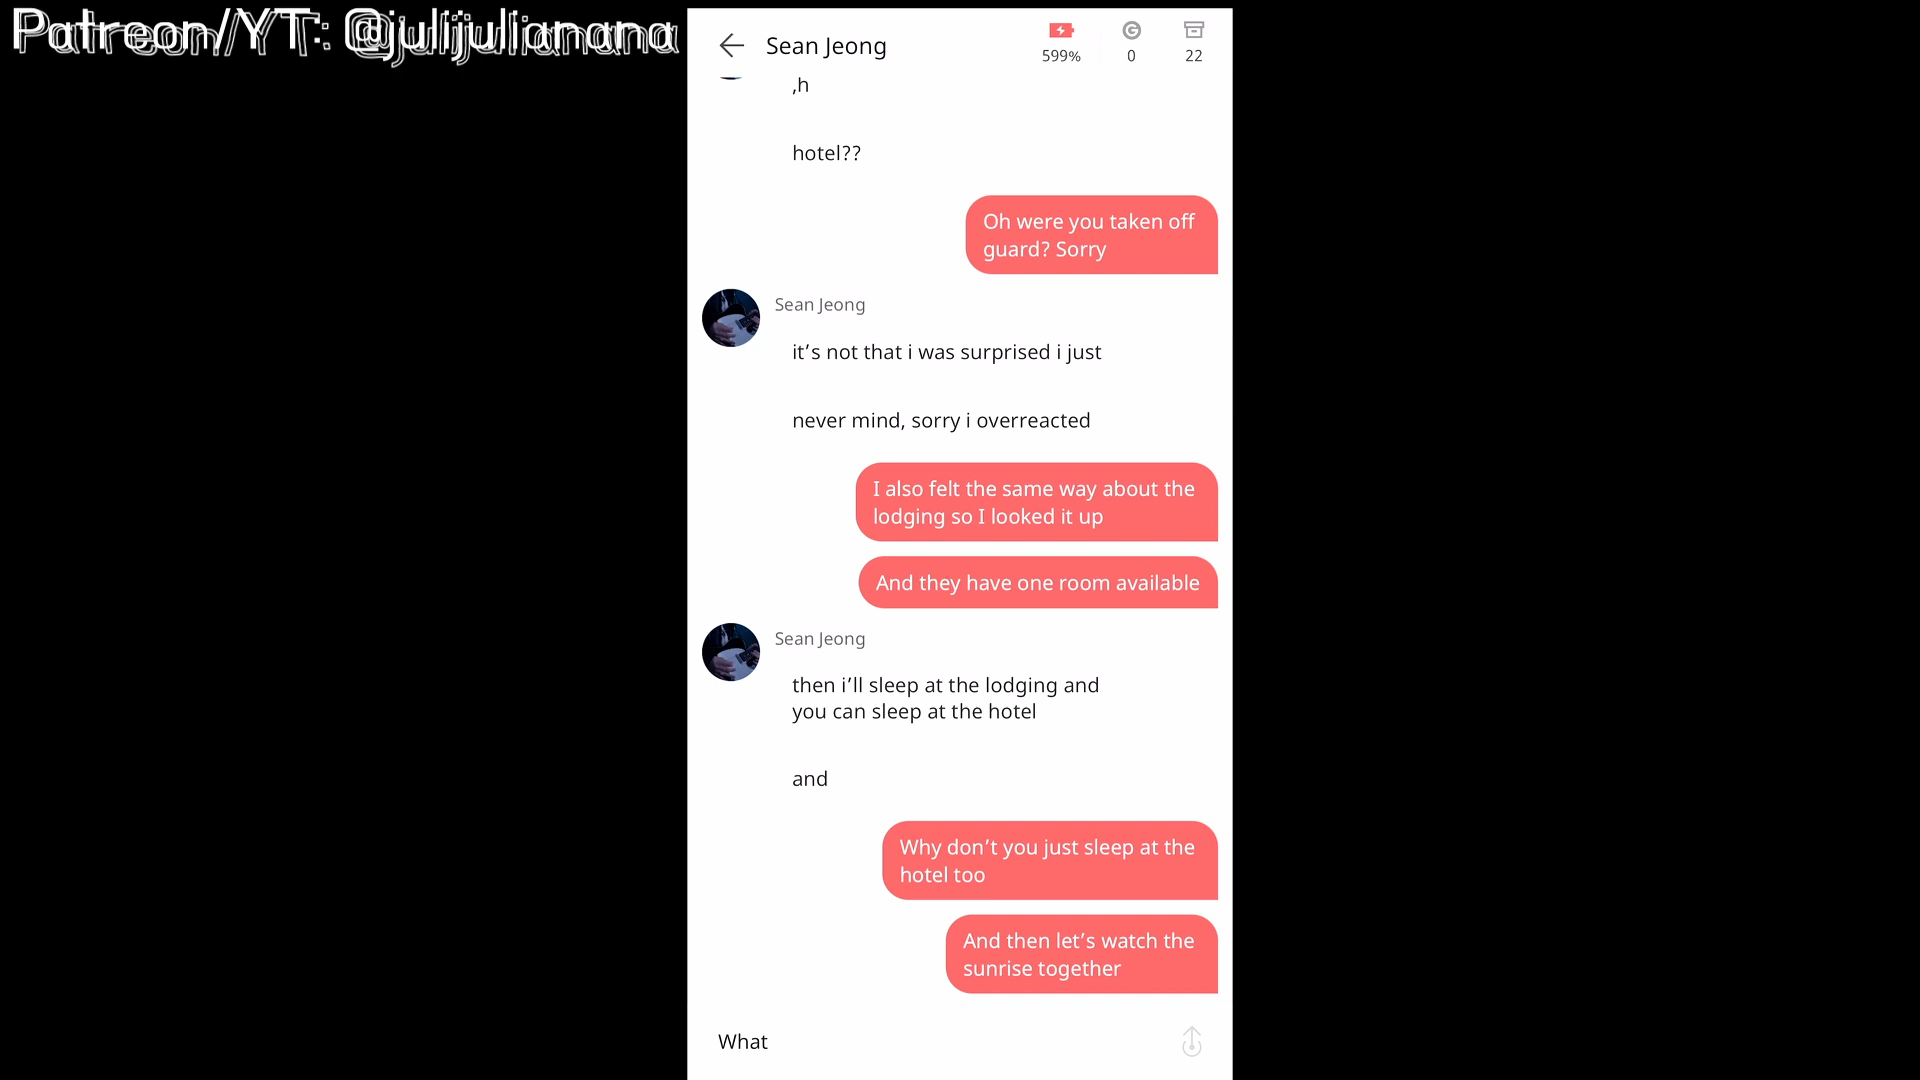 Patreon/YT: @julijulianana
Sean Jeong
599%
0
22
,h
hotel??
Oh were you taken off
guard? Sorry
Sean Jeong
it’s not that i was surprised i just
never mind, sorry i overreacted
I also felt the same way about the
lodging so I looked it up
And they have one room available
Sean Jeong
then i’ll sleep at the lodging and
you can sleep at the hotel
and
Why don’t you just sleep at the
hotel too
And then let’s watch the
sunrise together
What